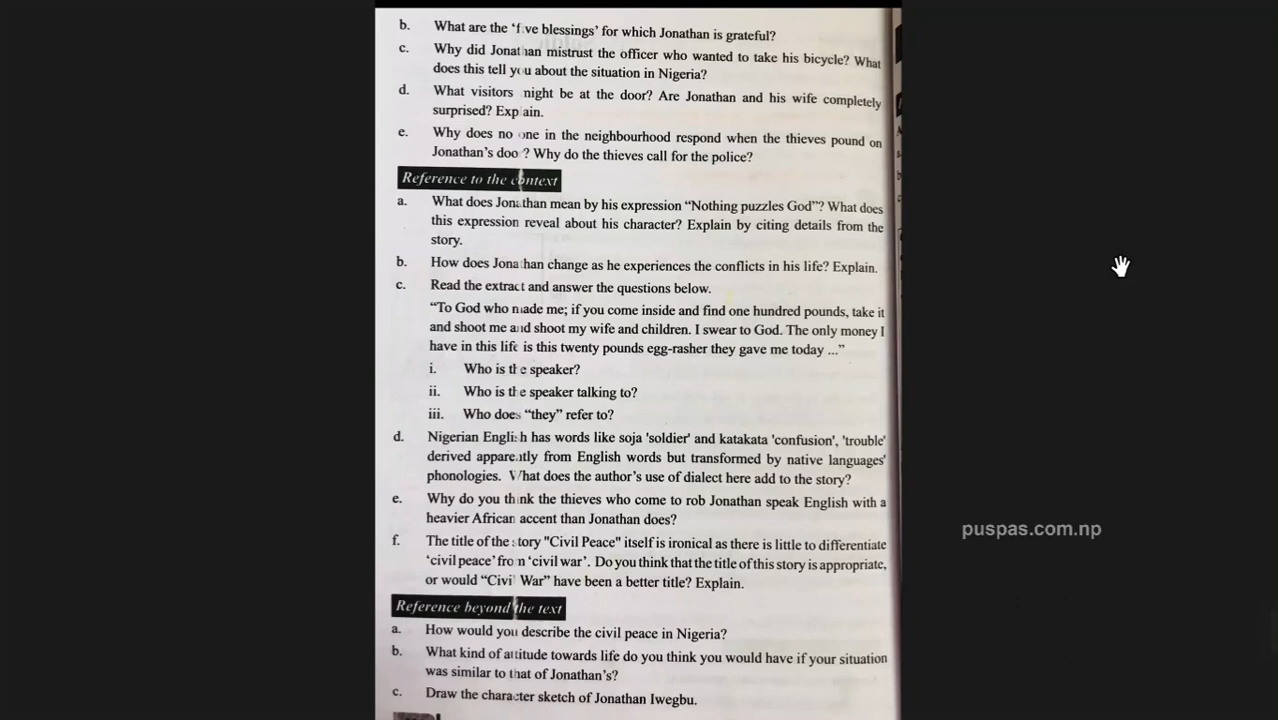 b. What are the ‘five blessings’ for which Jonathan is grateful?
c. Why did Jonathan mistrust the officer who wanted to take his bicycle? What
does this tell you about the situation in Nigeria?
d. What visitors might be at the door? Are Jonathan and his wife completely
surprised? Explain.
e. Why does no one in the neighbourhood respond when the thieves pound on
Jonathan’s door? Why do the thieves call for the police?
Reference to the context
a. What does Jonathan mean by his expression “Nothing puzzles God”? What does
this expression reveal about his character? Explain by citing details from the
story.
b. How does Jonathan change as he experiences the conflicts in his life? Explain.
c. Read the extract and answer the questions below.
“To God who made me; if you come inside and find one hundred pounds, take it
and shoot me and shoot my wife and children. I swear to God. The only money I
have in this life is this twenty pounds egg-rasher they gave me today ...”
i. Who is the speaker?
ii. Who is the speaker talking to?
iii. Who does “they” refer to?
d. Nigerian English has words like soja 'soldier' and katakata 'confusion', 'trouble'
derived apparently from English words but transformed by native languages'
phonologies. What does the author’s use of dialect here add to the story?
e. Why do you think the thieves who come to rob Jonathan speak English with a
heavier African accent than Jonathan does?
f. The title of the story "Civil Peace" itself is ironical as there is little to differentiate
‘civil peace’ from ‘civil war’. Do you think that the title of this story is appropriate,
or would “Civil War” have been a better title? Explain.
Reference beyond the text
a. How would you describe the civil peace in Nigeria?
b. What kind of attitude towards life do you think you would have if your situation
was similar to that of Jonathan’s?
c. Draw the character sketch of Jonathan Iwegbu.
puspas.com.np